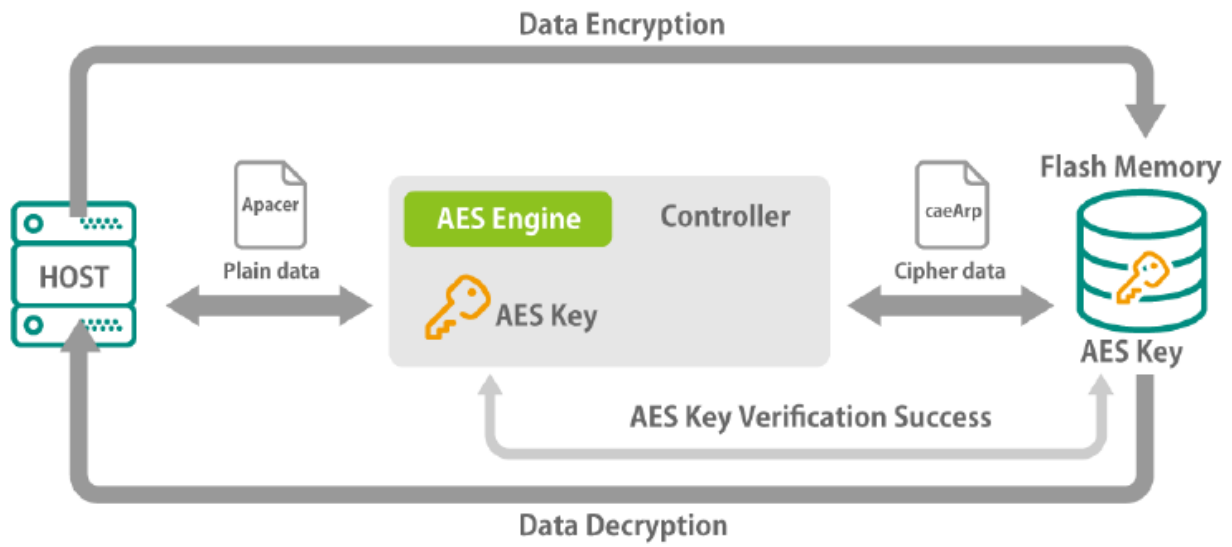 Data Encryption
Flash Memory
Apacer
AES Engine
Controller
caeArp
HOST
Plain data
Cipher data
AES Key
AES Key
AES Key Verification Success
Data Decryption